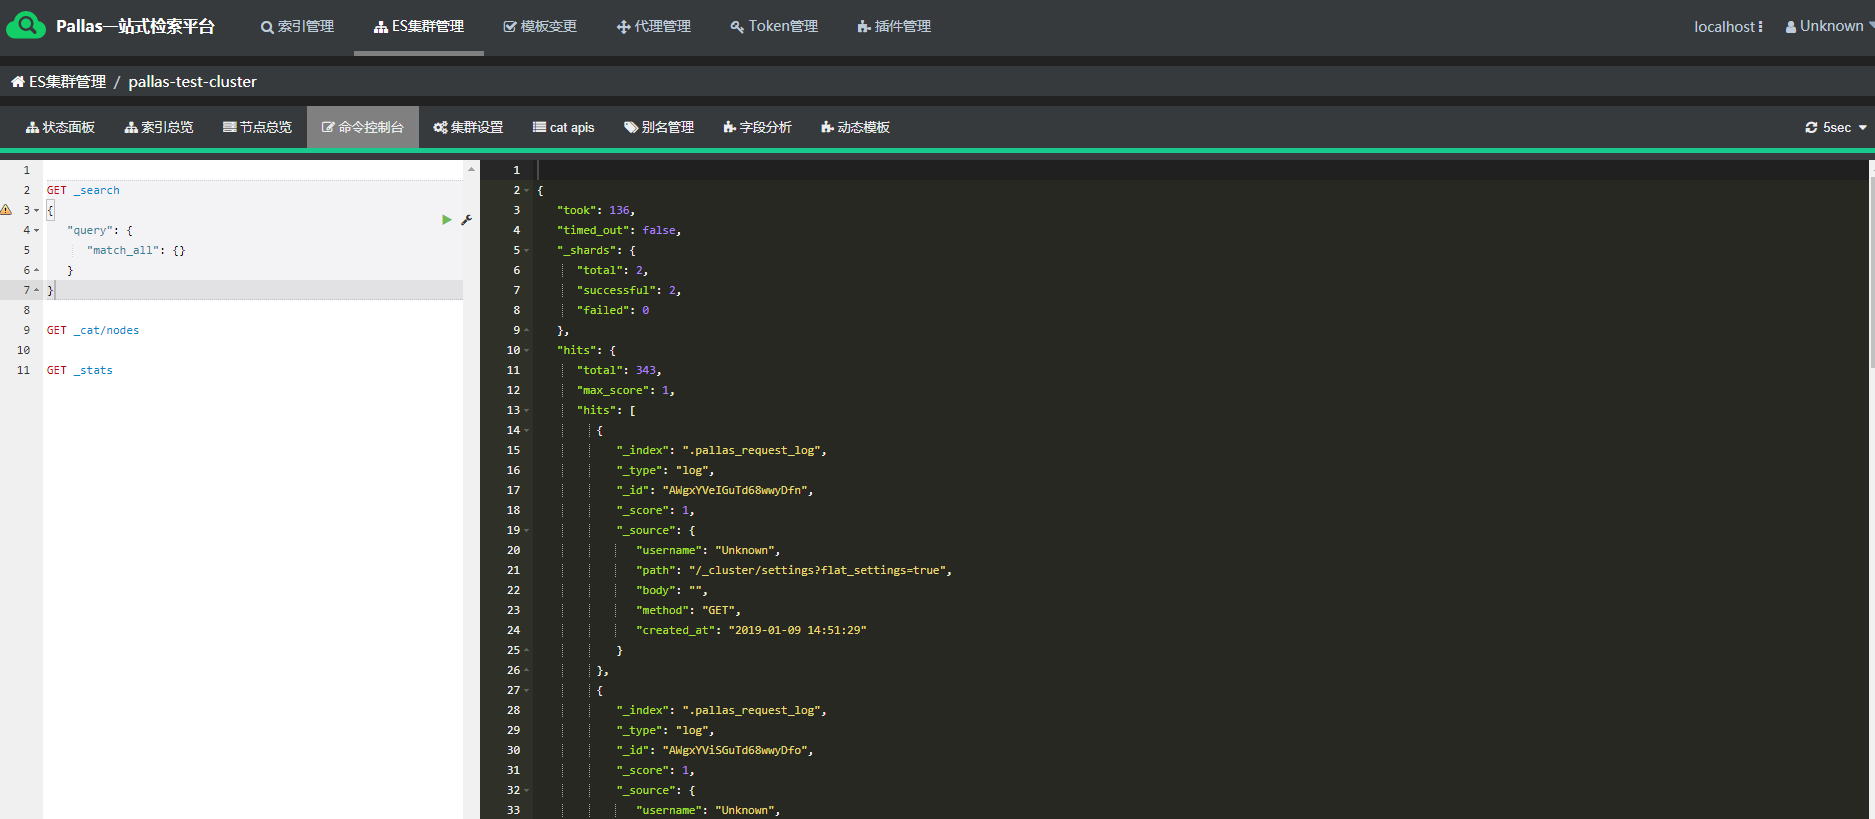 Pallas一站式检索平台 索引管理 ES集群管理 模板变更 代理管理 Token管理 插件管理 localhost Unknown
ES集群管理 / pallas-test-cluster
状态面板 索引总览 节点总览 命令控制台 集群设置 cat apis 别名管理 字段分析 动态模板 5sec
1
2 GET _search
3 {
4 "query": {
5 "match_all": {}
6 }
7 }
8
9 GET _cat/nodes
10
11 GET _stats
1
2 {
3 "took": 136,
4 "timed_out": false,
5 "_shards": {
6 "total": 2,
7 "successful": 2,
8 "failed": 0
9 },
10 "hits": {
11 "total": 343,
12 "max_score": 1,
13 "hits": [
14 {
15 "_index": ".pallas_request_log",
16 "_type": "log",
17 "_id": "AWgxYVeIGuTd68wwyDfn",
18 "_score": 1,
19 "_source": {
20 "username": "Unknown",
21 "path": "/_cluster/settings?flat_settings=true",
22 "body": "",
23 "method": "GET",
24 "created_at": "2019-01-09 14:51:29"
25 }
26 },
27 {
28 "_index": ".pallas_request_log",
29 "_type": "log",
30 "_id": "AWgxYViSGuTd68wwyDfo",
31 "_score": 1,
32 "_source": {
33 "username": "Unknown",